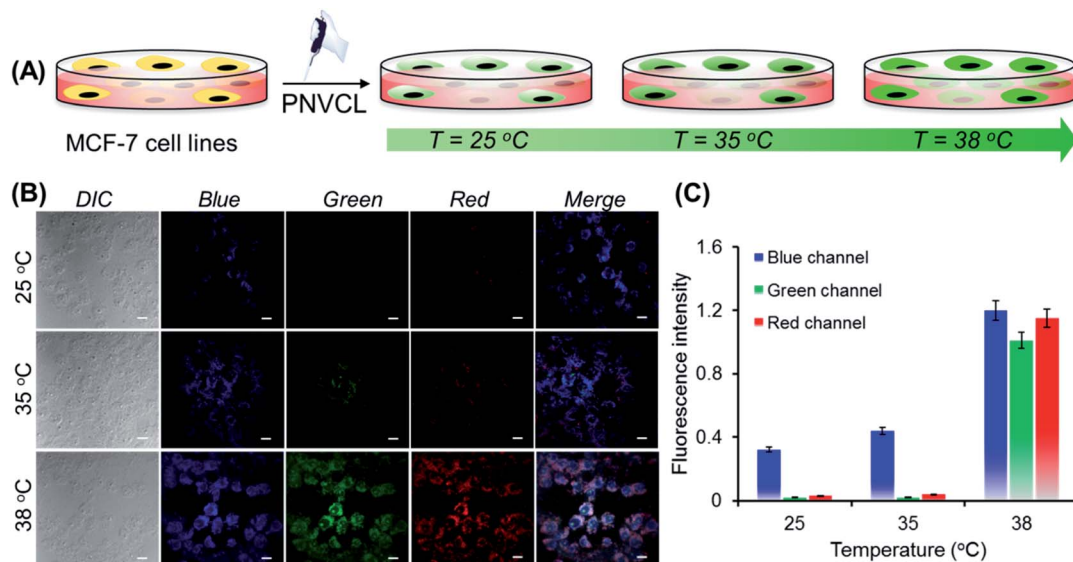 (A)
PNVCL
MCF-7 cell lines
T = 25 °C
T = 35 °C
T = 38 °C
(B)
DIC
Blue
Green
Red
Merge
25 °C
35 °C
38 °C
(C)
Fluorescence intensity
1.6
1.2
0.8
0.4
0
Blue channel
Green channel
Red channel
25
35
38
Temperature (°C)